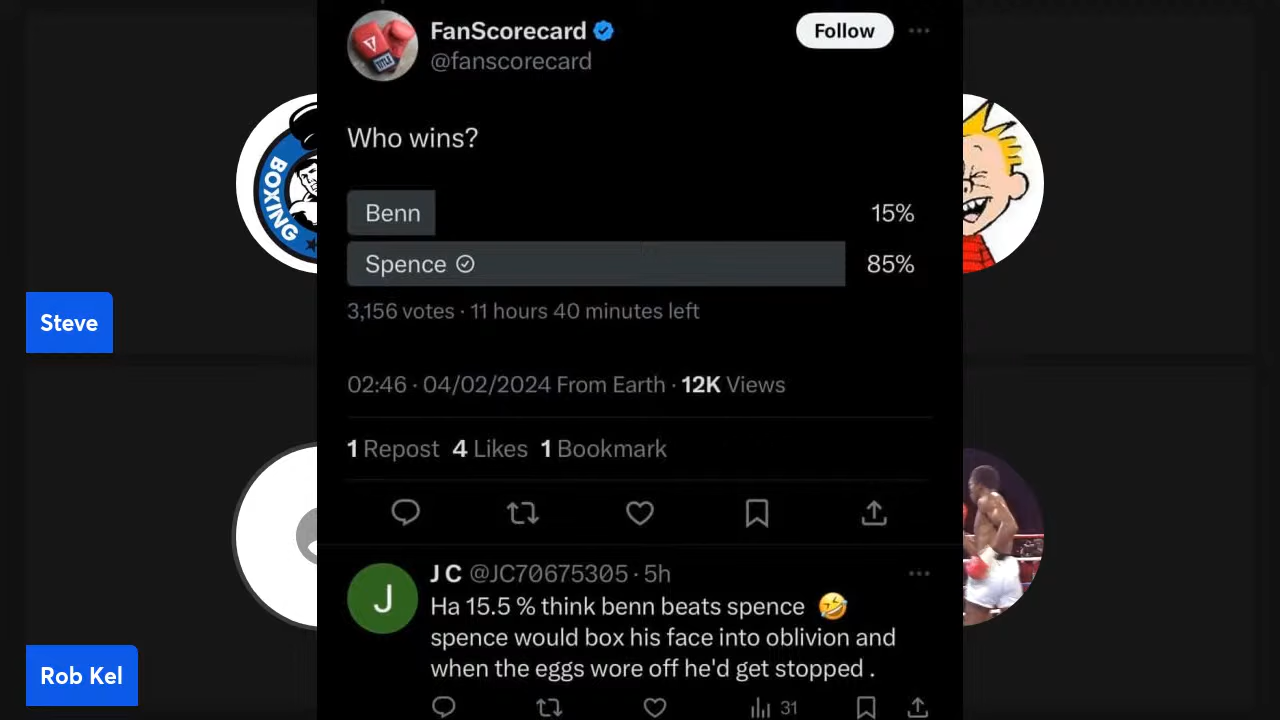 FanScorecard
@fanscorecard
Follow
Who wins?
Benn 15%
Spence 85%
3,156 votes · 11 hours 40 minutes left
02:46 · 04/02/2024 From Earth · 12K Views
1 Repost 4 Likes 1 Bookmark
J C @JC70675305 · 5h
J
Ha 15.5 % think benn beats spence 🤣
spence would box his face into oblivion and
when the eggs wore off he'd get stopped .
31
BOXING
Steve
Rob Kel